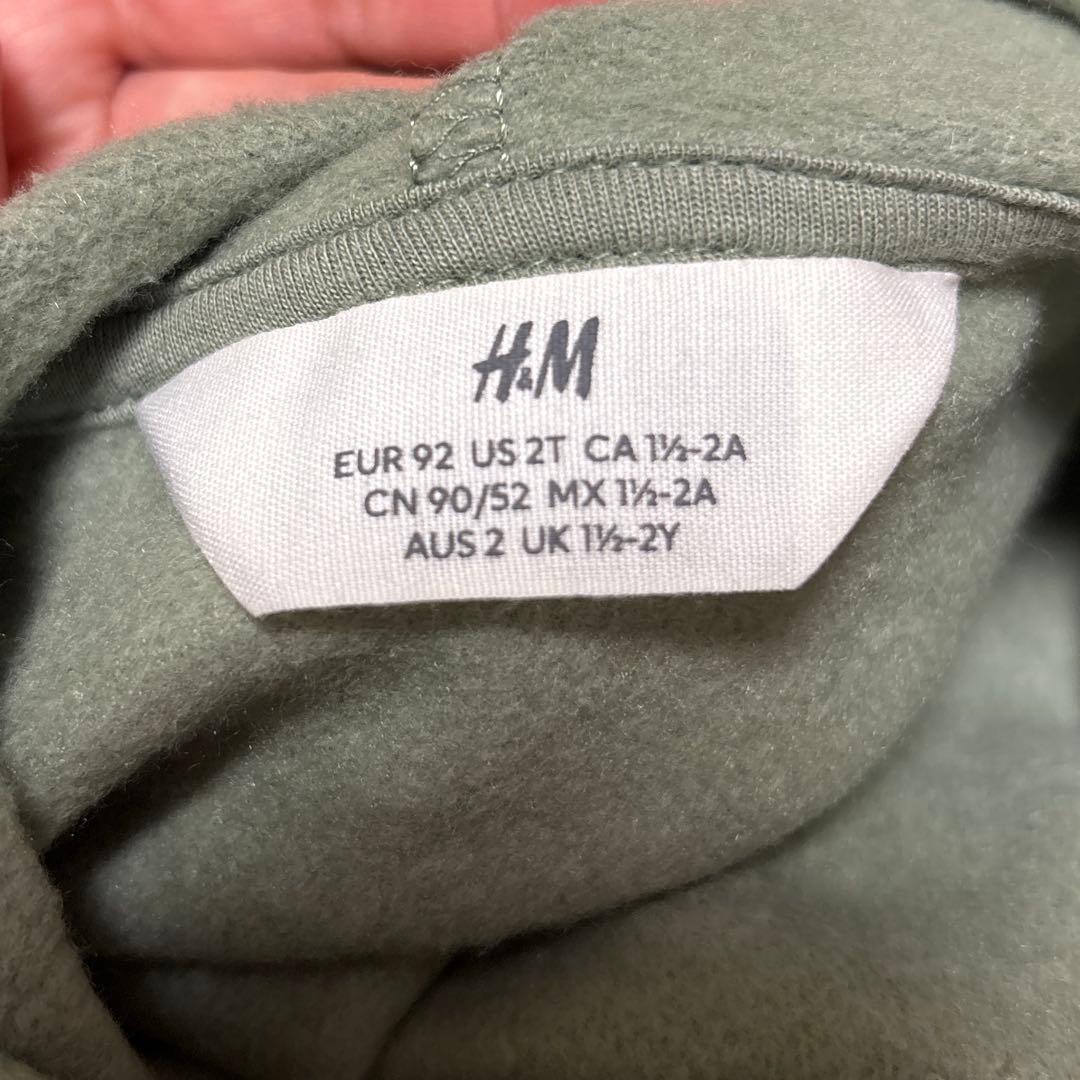 H&M
EUR 92 US 2T CA 1½-2A
CN 90/52 MX 1½-2A
AUS 2 UK 1½-2Y